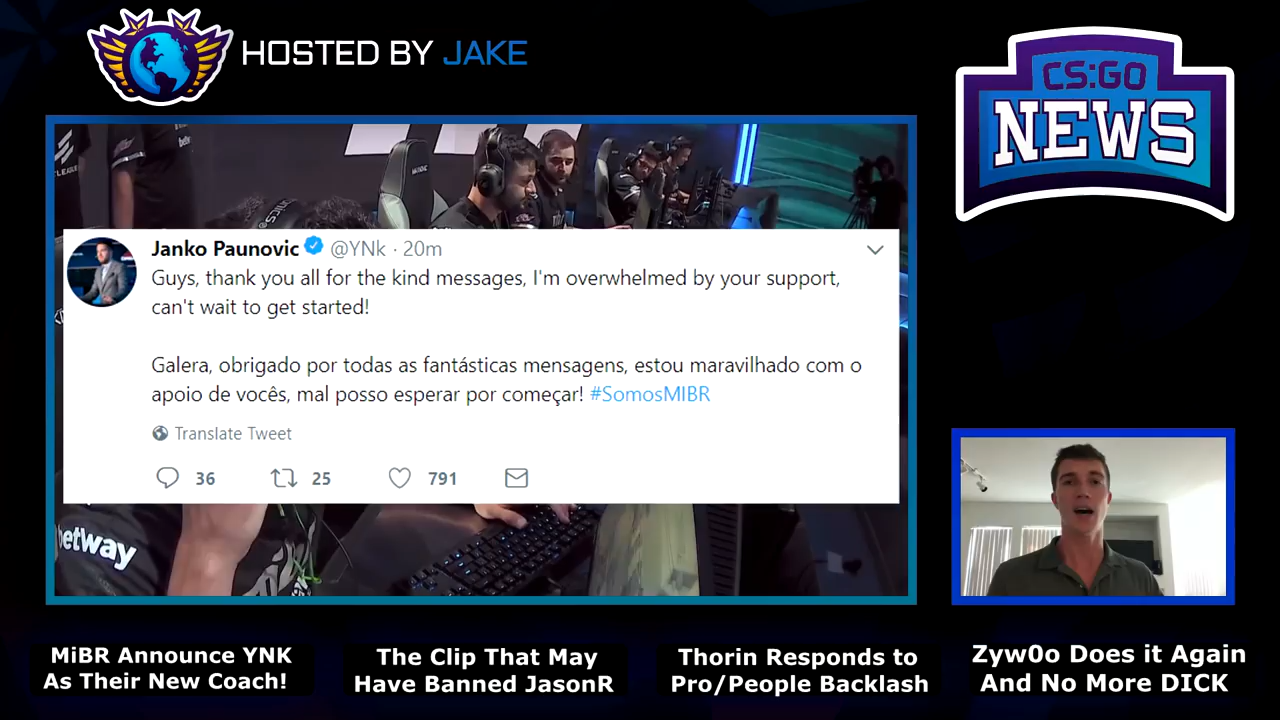 HOSTED BY JAKE
CS:GO
NEWS
Janko Paunovic @YNk · 20m
Guys, thank you all for the kind messages, I'm overwhelmed by your support,
can't wait to get started!
Galera, obrigado por todas as fantásticas mensagens, estou maravilhado com o
apoio de vocês, mal posso esperar por começar! #SomosMIBR
Translate Tweet
36 25 791
betway
MiBR Announce YNK
As Their New Coach!
The Clip That May
Have Banned JasonR
Thorin Responds to
Pro/People Backlash
Zyw0o Does it Again
And No More DICK